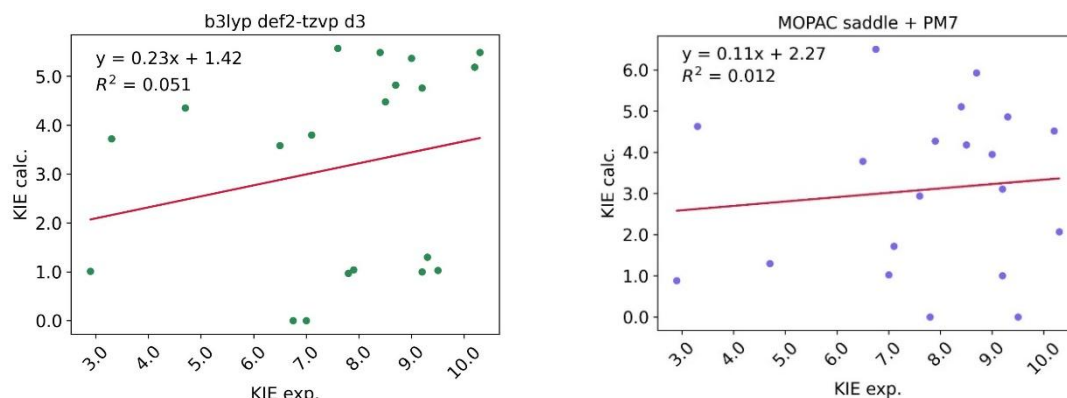 b3lyp def2-tzvp d3
y = 0.23x + 1.42
R² = 0.051
KIE calc.
5.0
4.0
3.0
2.0
1.0
0.0
3.0 4.0 5.0 6.0 7.0 8.0 9.0 10.0
KIE exp.
MOPAC saddle + PM7
y = 0.11x + 2.27
R² = 0.012
KIE calc.
6.0
5.0
4.0
3.0
2.0
1.0
0.0
3.0 4.0 5.0 6.0 7.0 8.0 9.0 10.0
KIE exp.